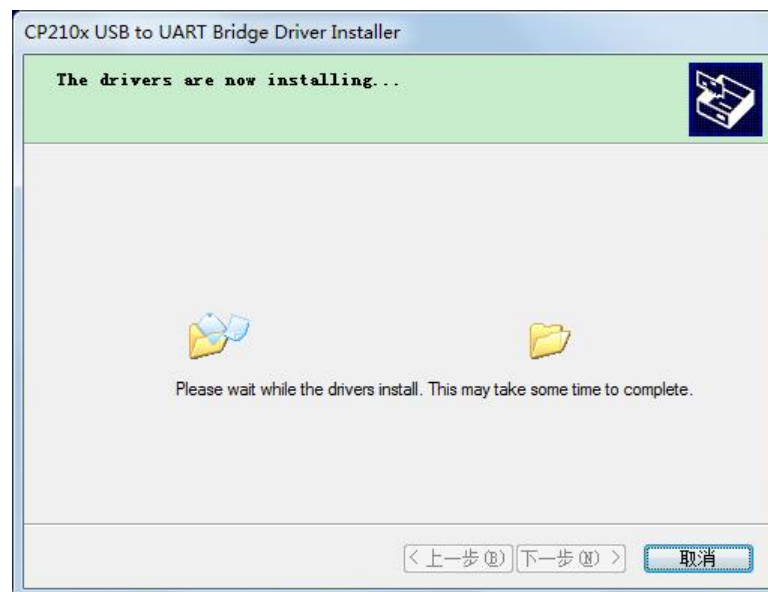 CP210x USB to UART Bridge Driver Installer
The drivers are now installing...
Please wait while the drivers install. This may take some time to complete.
< 上一步(B) 下一步(N) > 取消